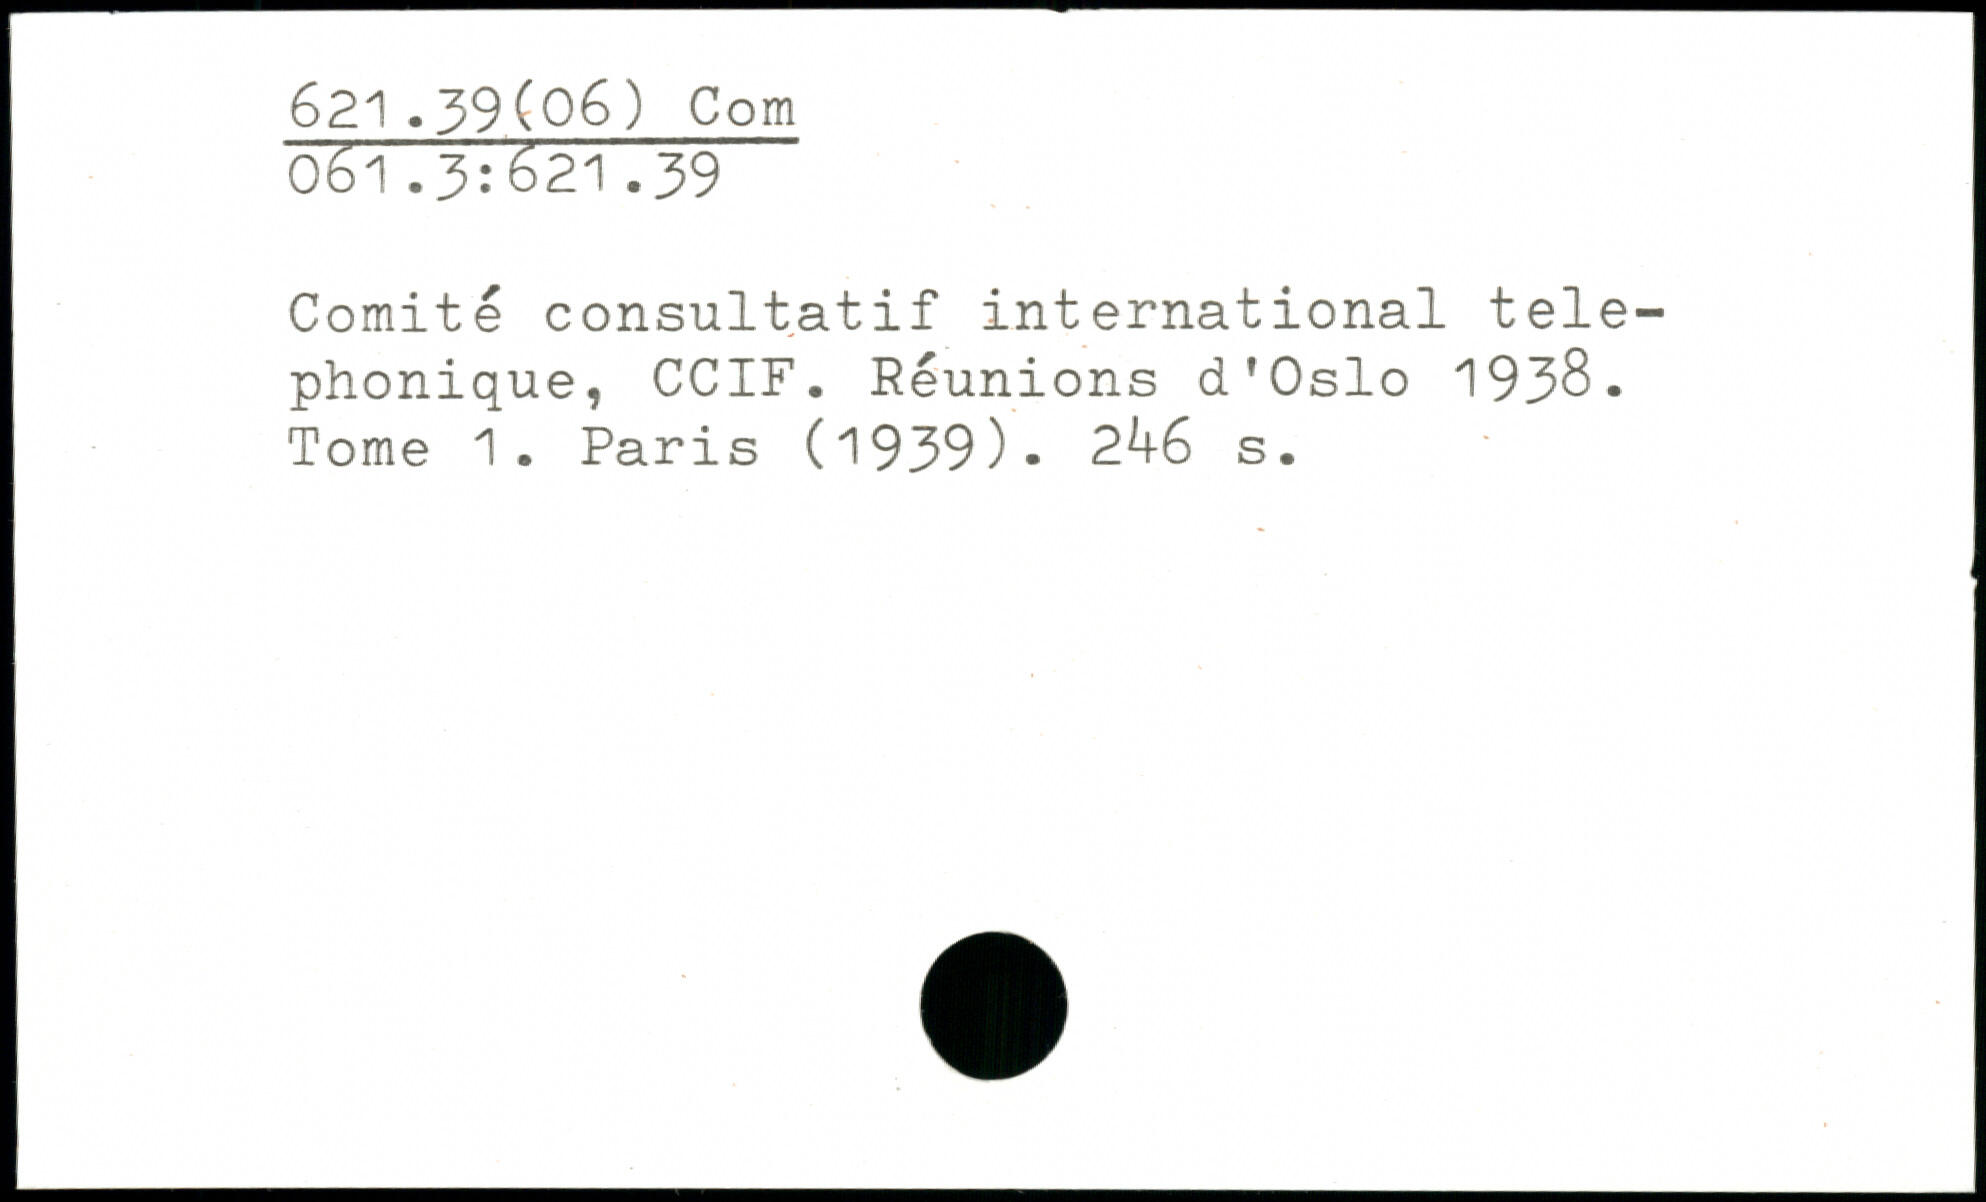 621.39(06) Com
061.3:621.39
Comité consultatif international tele-
phonique, CCIF. Réunions d'Oslo 1938.
Tome 1. Paris (1939). 246 s.